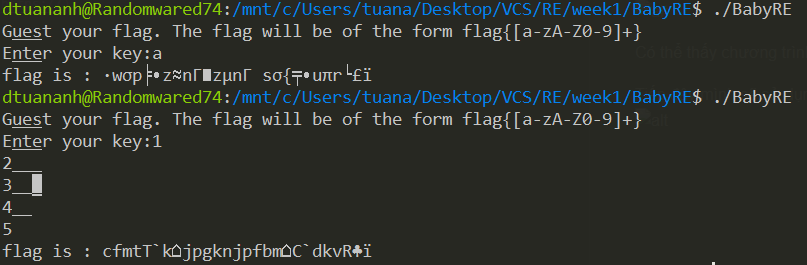 dtuananh@Randomwared74:/mnt/c/Users/tuana/Desktop/VCS/RE/week1/BabyRE$ ./BabyRE
Guest your flag. The flag will be of the form flag{[a-zA-Z0-9]+}
Enter your key:a
flag is : ·wσp╞•z≈nΓ█zµnΓ sσ{╤•uπr└£ï
dtuananh@Randomwared74:/mnt/c/Users/tuana/Desktop/VCS/RE/week1/BabyRE$ ./BabyRE
Guest your flag. The flag will be of the form flag{[a-zA-Z0-9]+}
Enter your key:1
2___
3__
4__
5
flag is : cfmtT`k⌂jpgknjpfbm⌂C`dkvR♣ï